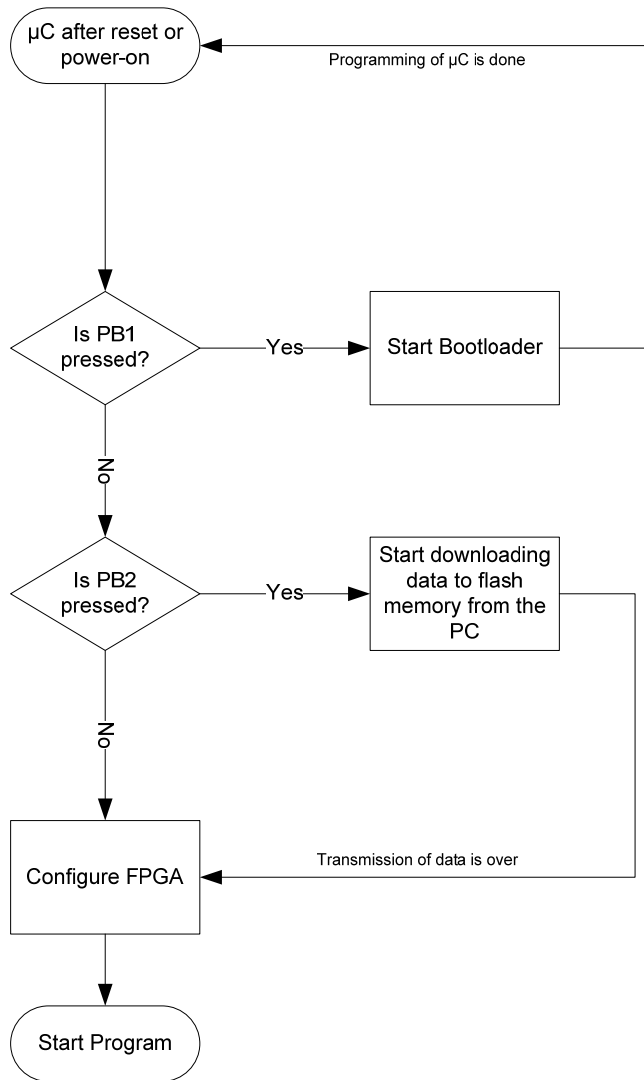 µC after reset or
power-on
Programming of µC is done
Is PB1
pressed?
Yes
Start Bootloader
No
Is PB2
pressed?
Yes
Start downloading
data to flash
memory from the
PC
No
Configure FPGA
Transmission of data is over
Start Program